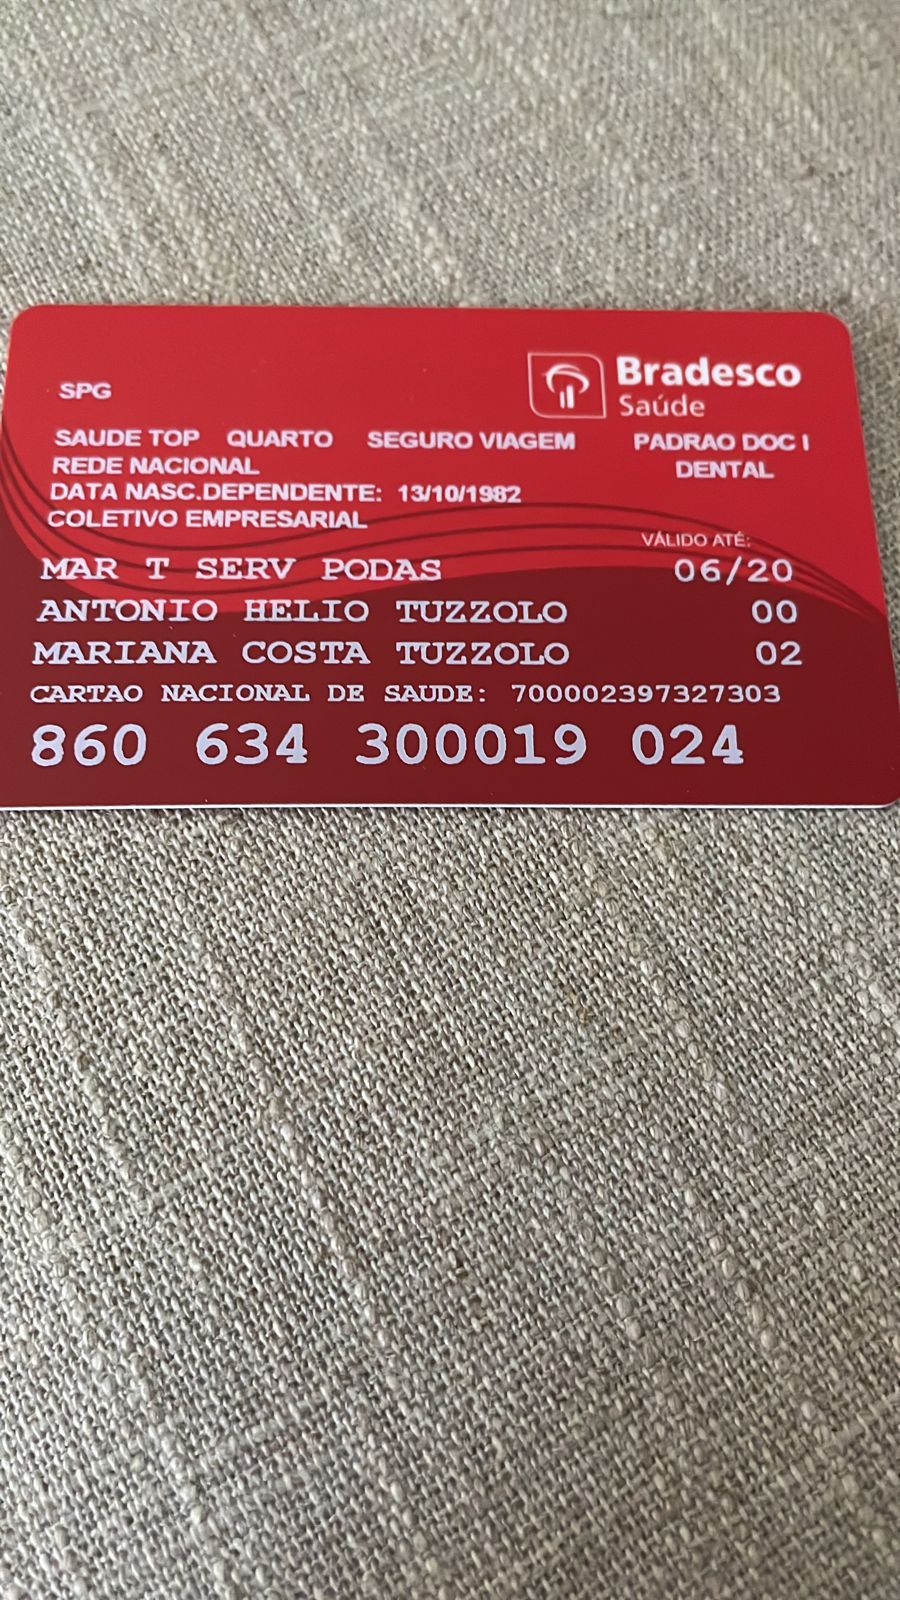 Bradesco
Saúde
SPG
SAUDE TOP QUARTO SEGURO VIAGEM PADRAO DOC I
REDE NACIONAL DENTAL
DATA NASC.DEPENDENTE: 13/10/1982
COLETIVO EMPRESARIAL
VÁLIDO ATÉ:
MAR T SERV PODAS 06/20
ANTONIO HELIO TUZZOLO 00
MARIANA COSTA TUZZOLO 02
CARTAO NACIONAL DE SAUDE: 700002397327303
860 634 300019 024